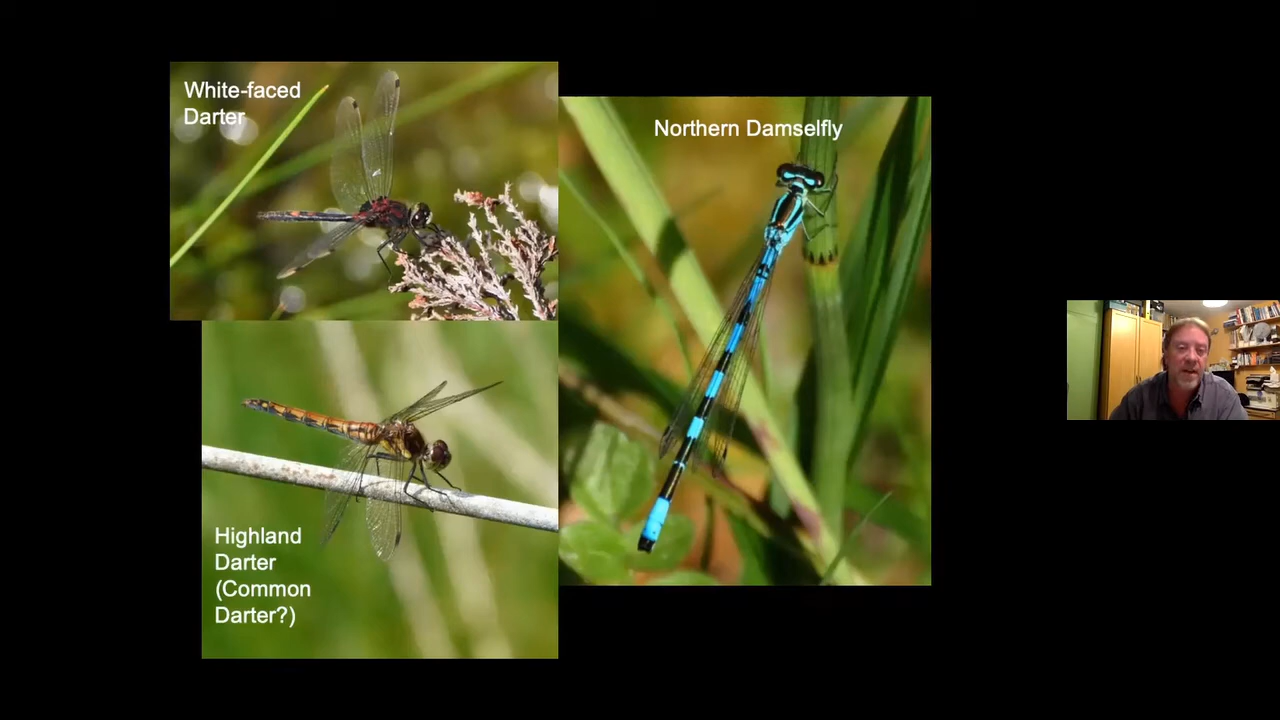 White-faced
Darter
Northern Damselfly
Highland
Darter
(Common
Darter?)